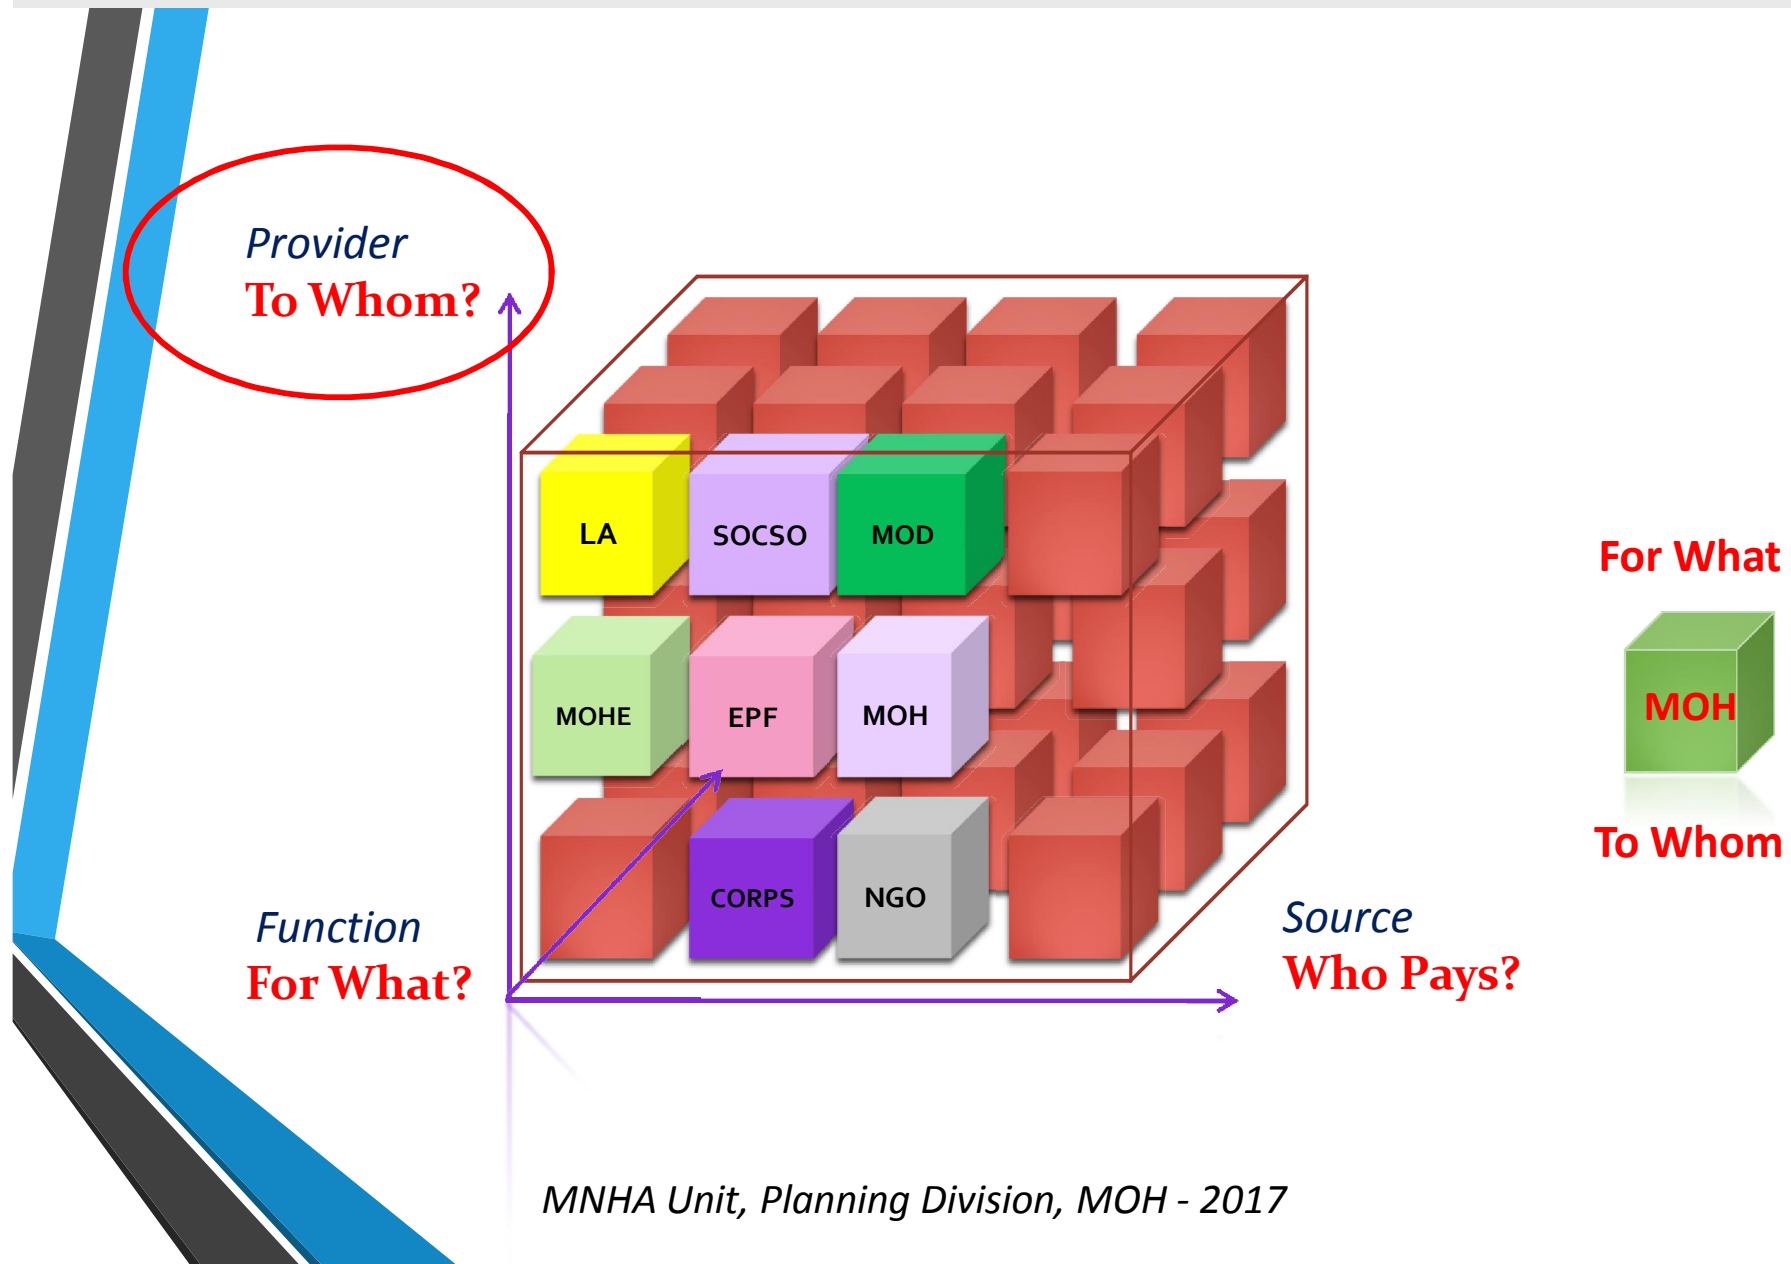 Provider
To Whom?
LA
SOCSO
MOD
For What
MOHE
EPF
MOH
MOH
To Whom
CORPS
NGO
Function
For What?
Source
Who Pays?
MNHA Unit, Planning Division, MOH - 2017